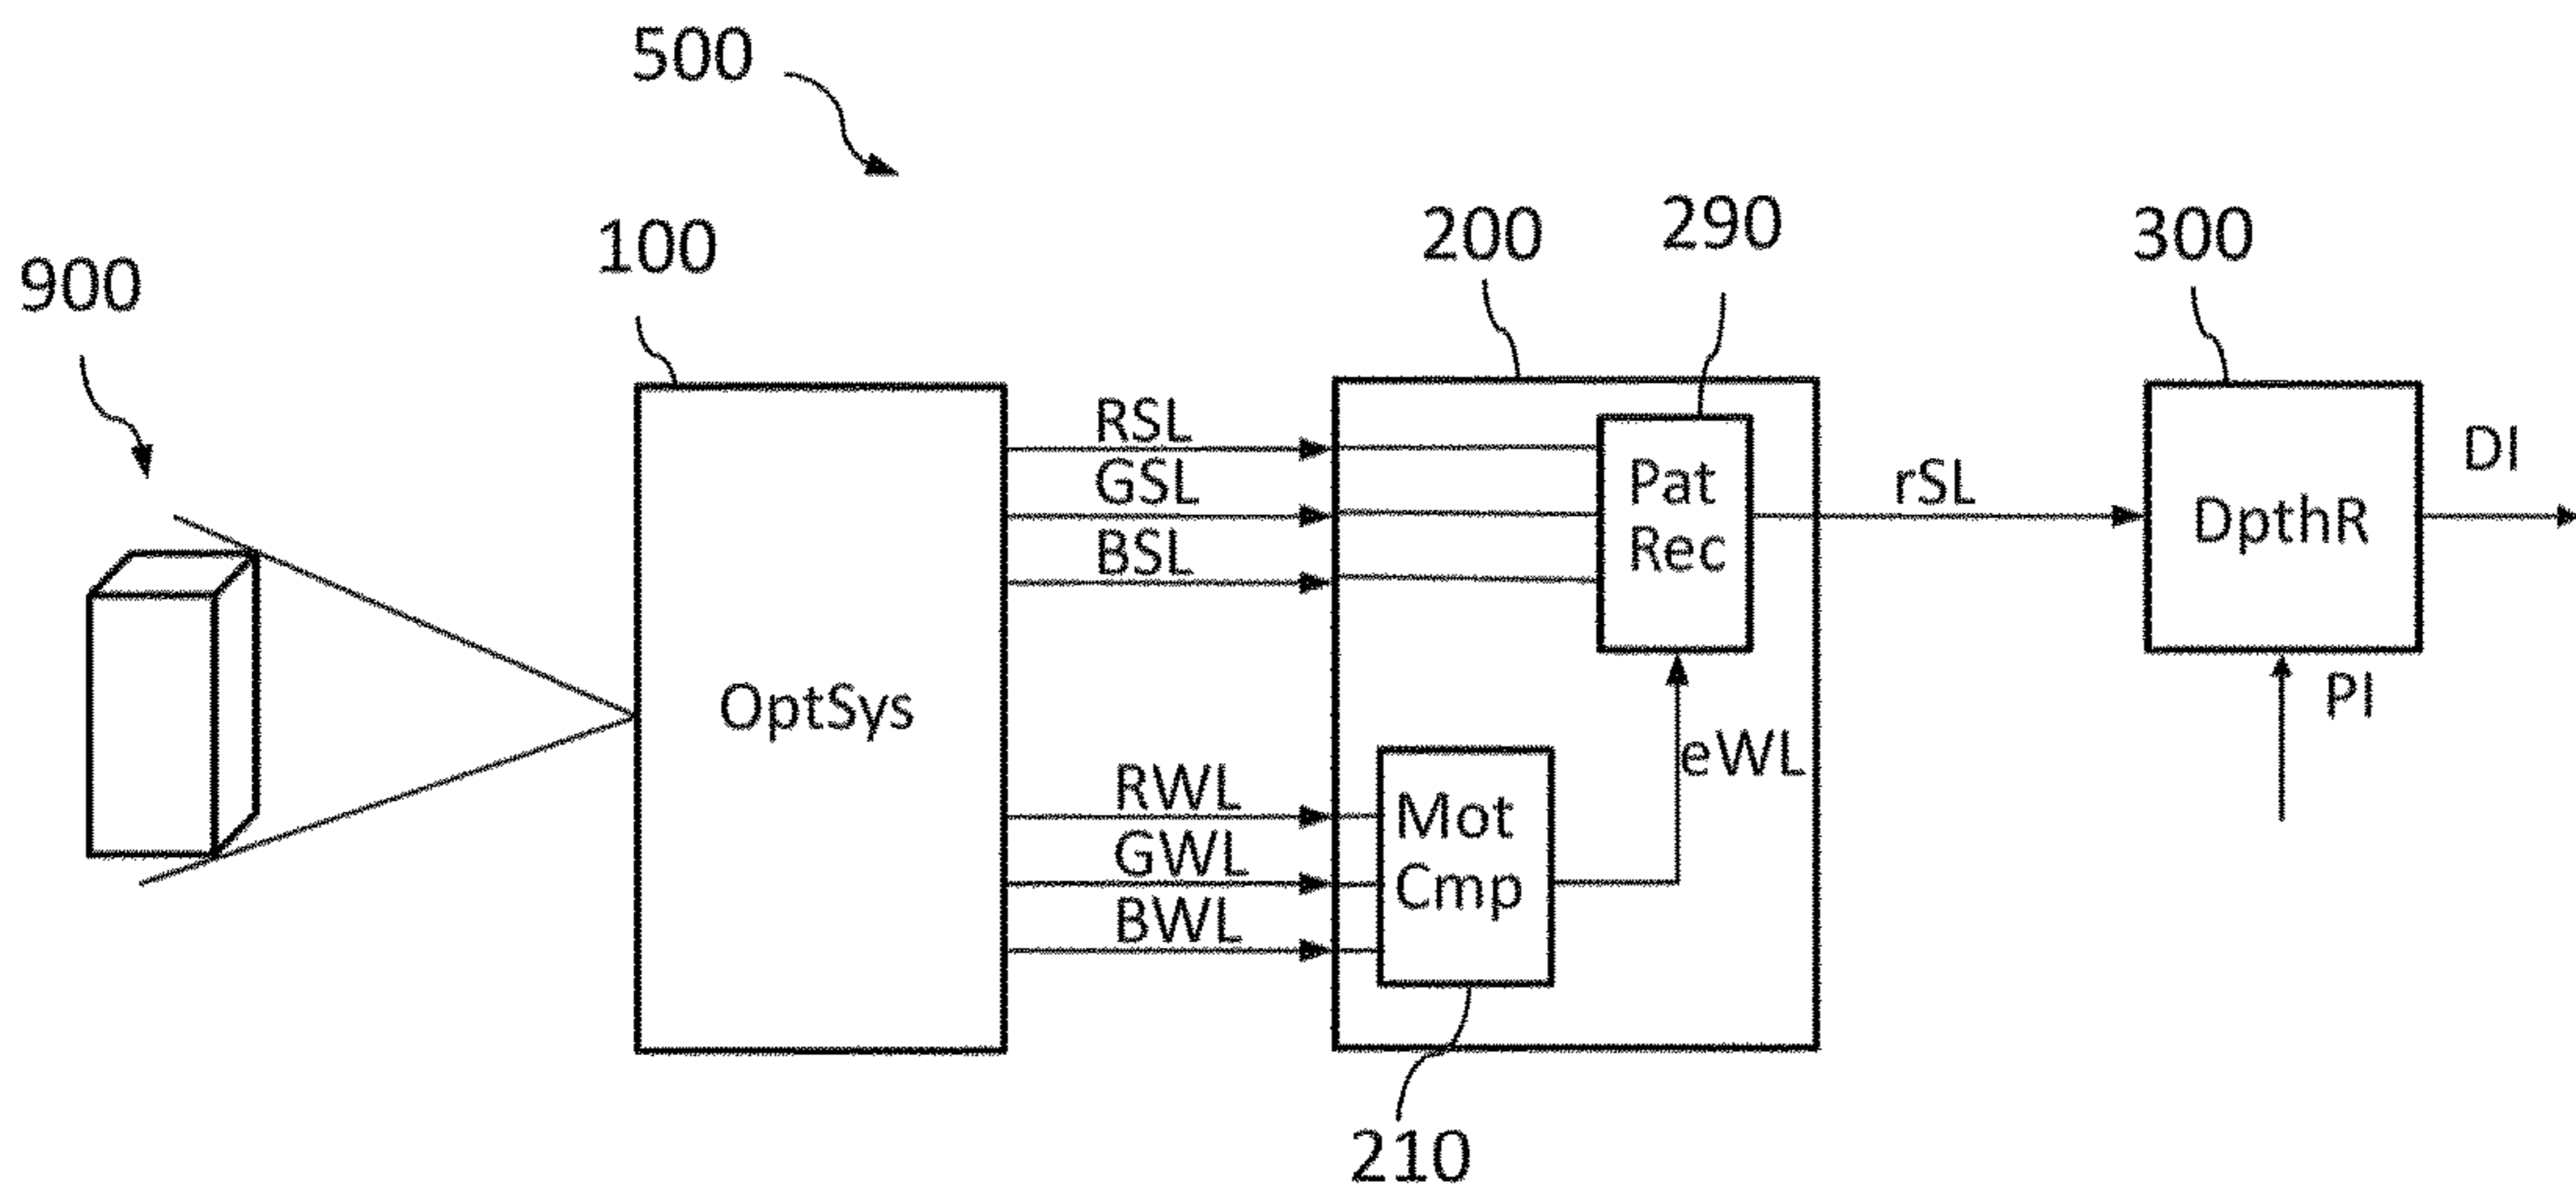 500
100
200
290
300
900
RSL
GSL
BSL
Pat
Rec
rSL
DpthR
DI
PI
OptSys
eWL
RWL
GWL
BWL
Mot
Cmp
210